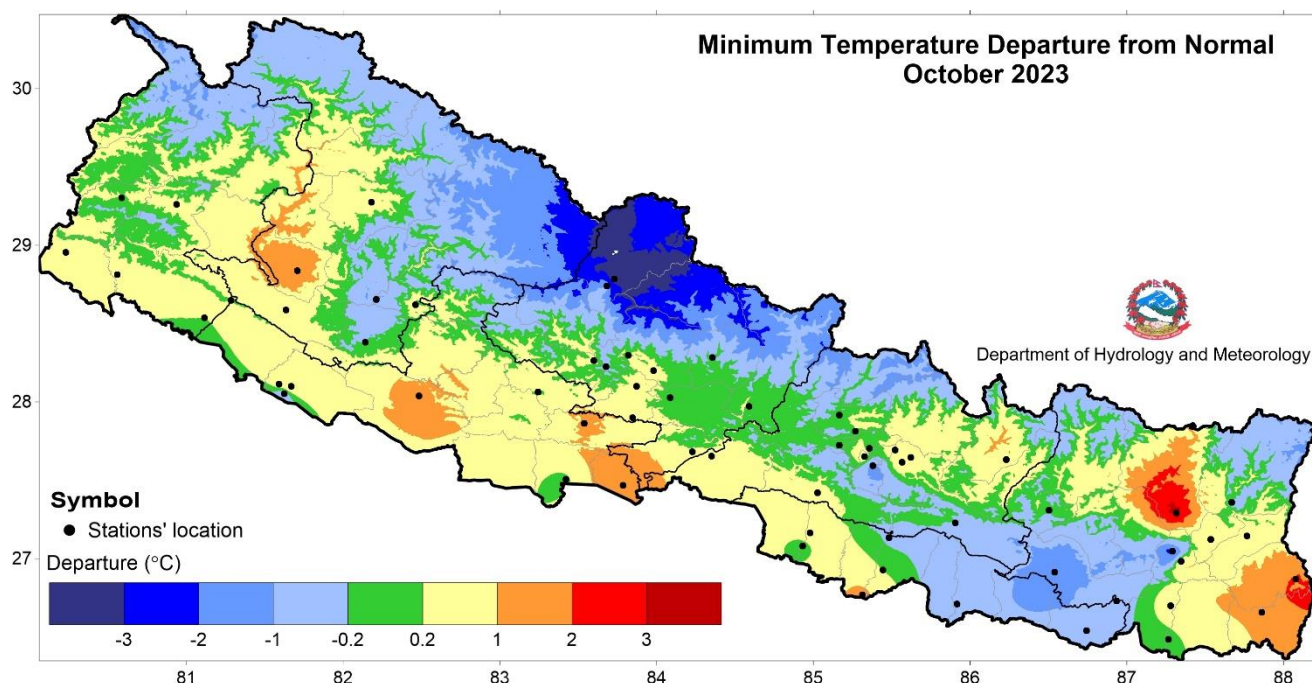 Minimum Temperature Departure from Normal
October 2023
30
29
28
27
Department of Hydrology and Meteorology
Symbol
Stations' location
Departure (°C)
-3 -2 -1 -0.2 0.2 1 2 3
81 82 83 84 85 86 87 88